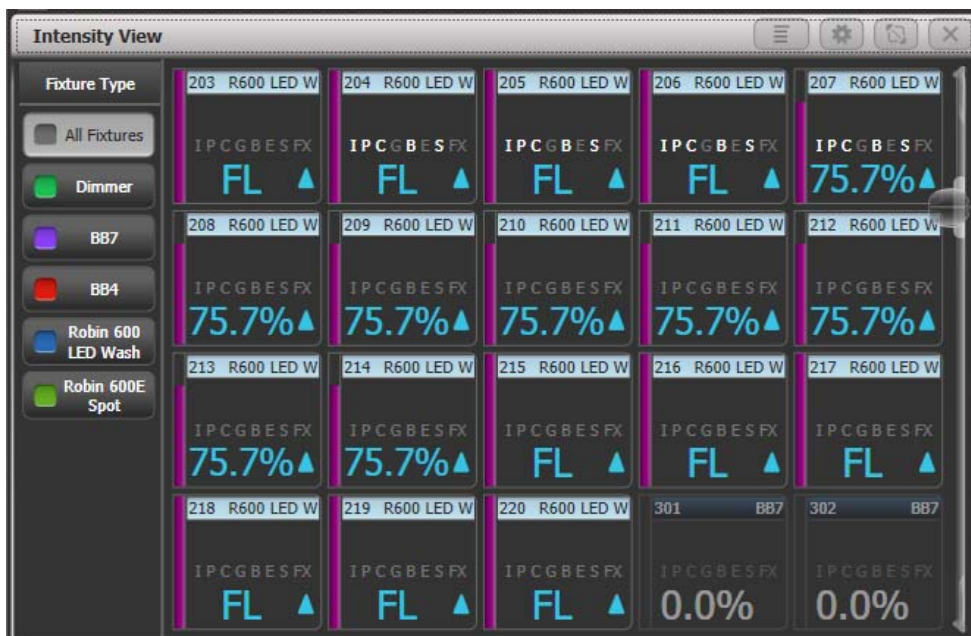 Intensity View
Fixture Type
All Fixtures
Dimmer
BB7
BB4
Robin 600
LED Wash
Robin 600E
Spot
203 R600 LED W
IPCGBESFX
FL
204 R600 LED W
IPCGBESFX
FL
205 R600 LED W
IPCGBESFX
FL
206 R600 LED W
IPCGBESFX
FL
207 R600 LED W
IPCGBESFX
75.7%
208 R600 LED W
IPCGBESFX
75.7%
209 R600 LED W
IPCGBESFX
75.7%
210 R600 LED W
IPCGBESFX
75.7%
211 R600 LED W
IPCGBESFX
75.7%
212 R600 LED W
IPCGBESFX
75.7%
213 R600 LED W
IPCGBESFX
75.7%
214 R600 LED W
IPCGBESFX
75.7%
215 R600 LED W
IPCGBESFX
FL
216 R600 LED W
IPCGBESFX
FL
217 R600 LED W
IPCGBESFX
FL
218 R600 LED W
IPCGBESFX
FL
219 R600 LED W
IPCGBESFX
FL
220 R600 LED W
IPCGBESFX
FL
301 BB7
IPCGBESFX
0.0%
302 BB7
IPCGBESFX
0.0%